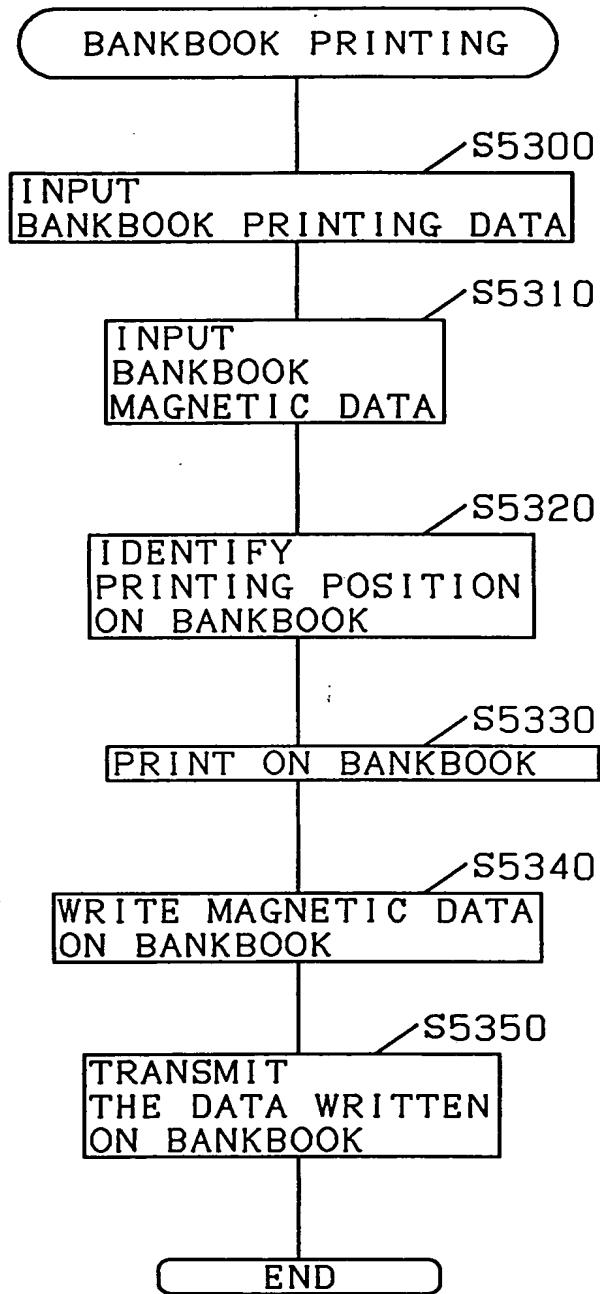 BANKBOOK PRINTING
S5300
INPUT
BANKBOOK PRINTING DATA
S5310
INPUT
BANKBOOK
MAGNETIC DATA
S5320
IDENTIFY
PRINTING POSITION
ON BANKBOOK
S5330
PRINT ON BANKBOOK
S5340
WRITE MAGNETIC DATA
ON BANKBOOK
S5350
TRANSMIT
THE DATA WRITTEN
ON BANKBOOK
END